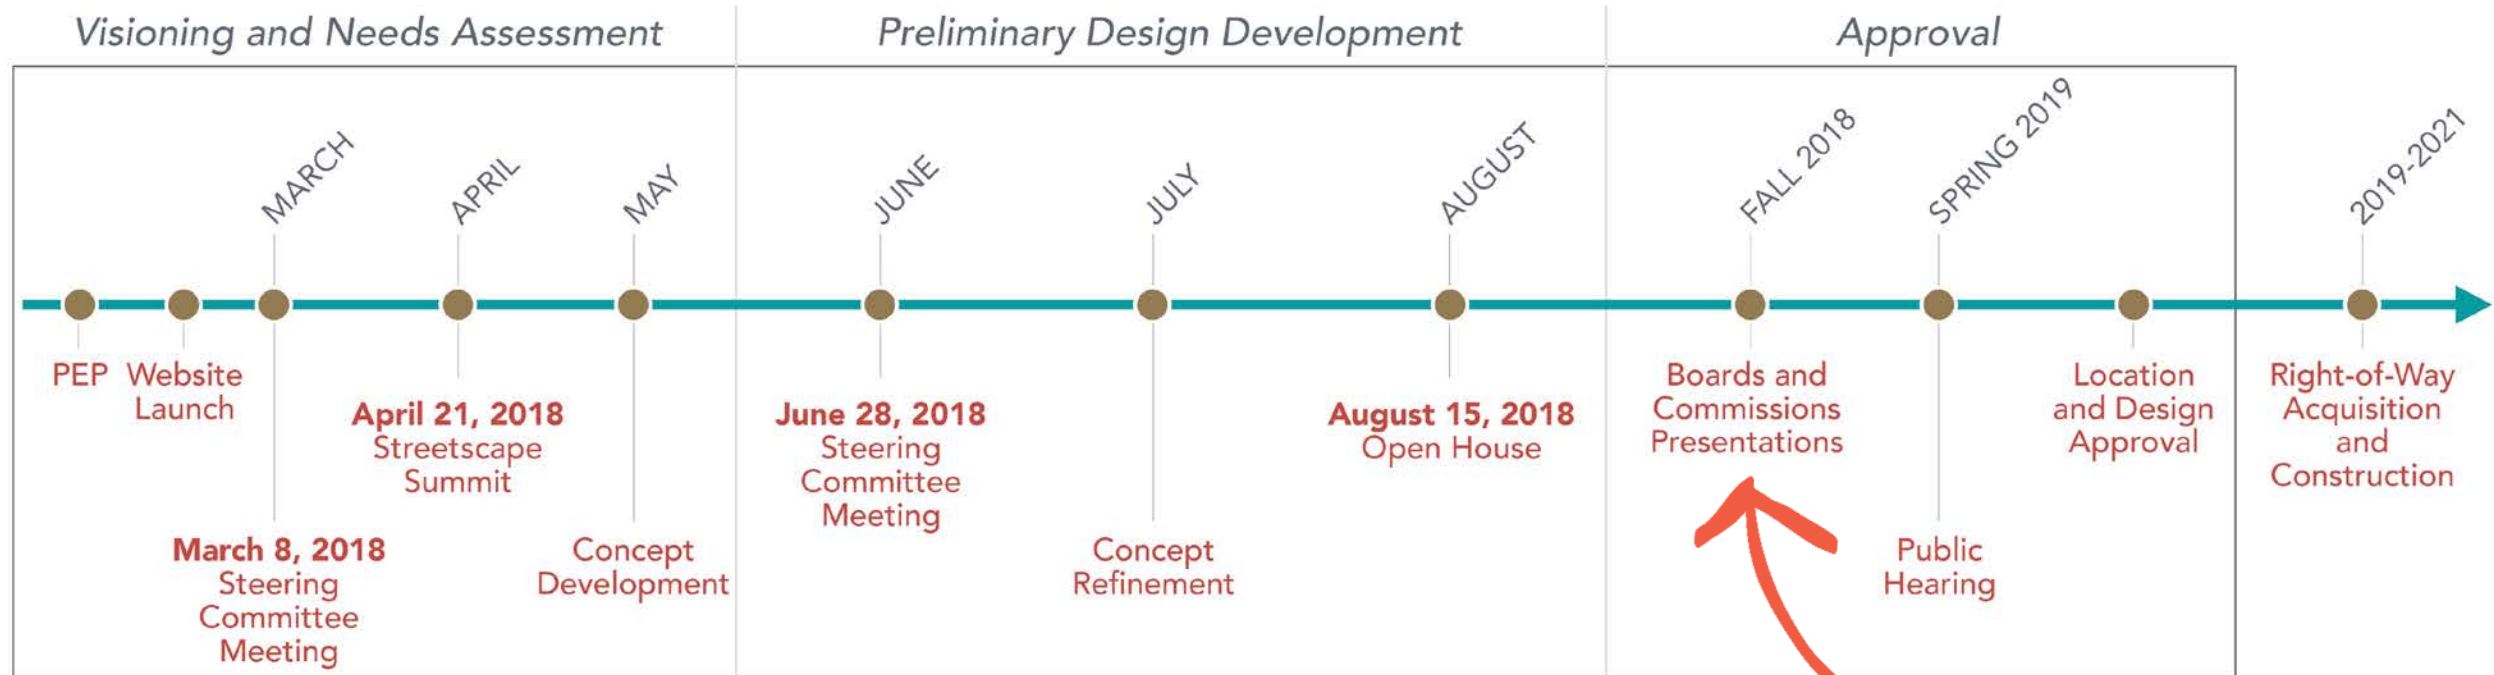 Visioning and Needs Assessment
Preliminary Design Development
Approval
MARCH
APRIL
MAY
JUNE
JULY
AUGUST
FALL 2018
SPRING 2019
2019-2021
PEP
Website
Launch
March 8, 2018
Steering
Committee
Meeting
April 21, 2018
Streetscape
Summit
Concept
Development
June 28, 2018
Steering
Committee
Meeting
Concept
Refinement
August 15, 2018
Open House
Boards and
Commissions
Presentations
Public
Hearing
Location
and Design
Approval
Right-of-Way
Acquisition
and
Construction